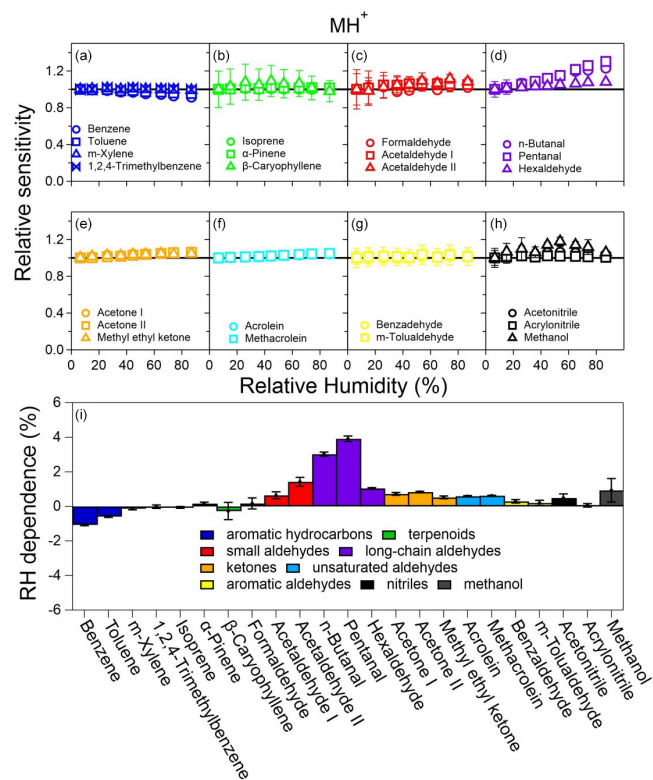 MH+
(a) (b) (c) (d)
1.2
1.0
0.8
0.6
0.4
Benzene
Toluene
m-Xylene
1,2,4-Trimethylbenzene
Isoprene
α-Pinene
β-Caryophyllene
Formaldehyde
Acetaldehyde I
Acetaldehyde II
n-Butanal
Pentanal
Hexaldehyde
Relative sensitivity
(e) (f) (g) (h)
1.2
1.0
0.8
0.6
0.4
Acetone I
Acetone II
Methyl ethyl ketone
Acrolein
Methacrolein
Benzadehyde
m-Tolualdehyde
Acetonitrile
Acrylonitrile
Methanol
0 20 40 60 80 0 20 40 60 80 0 20 40 60 80 0 20 40 60 80 100
Relative Humidity (%)
(i)
RH dependence (%)
6
4
2
0
-2
-4
-6
aromatic hydrocarbons terpenoids
small aldehydes long-chain aldehydes
ketones unsaturated aldehydes
aromatic aldehydes nitriles methanol
Benzene
Toluene
m-Xylene
1,2,4-Trimethylbenzene
Isoprene
α-Pinene
β-Caryophyllene
Formaldehyde
Acetaldehyde I
Acetaldehyde II
n-Butanal
Pentanal
Hexaldehyde
Acetone I
Acetone II
Methyl ethyl ketone
Acrolein
Methacrolein
Benzaldehyde
m-Tolualdehyde
Acetonitrile
Acrylonitrile
Methanol